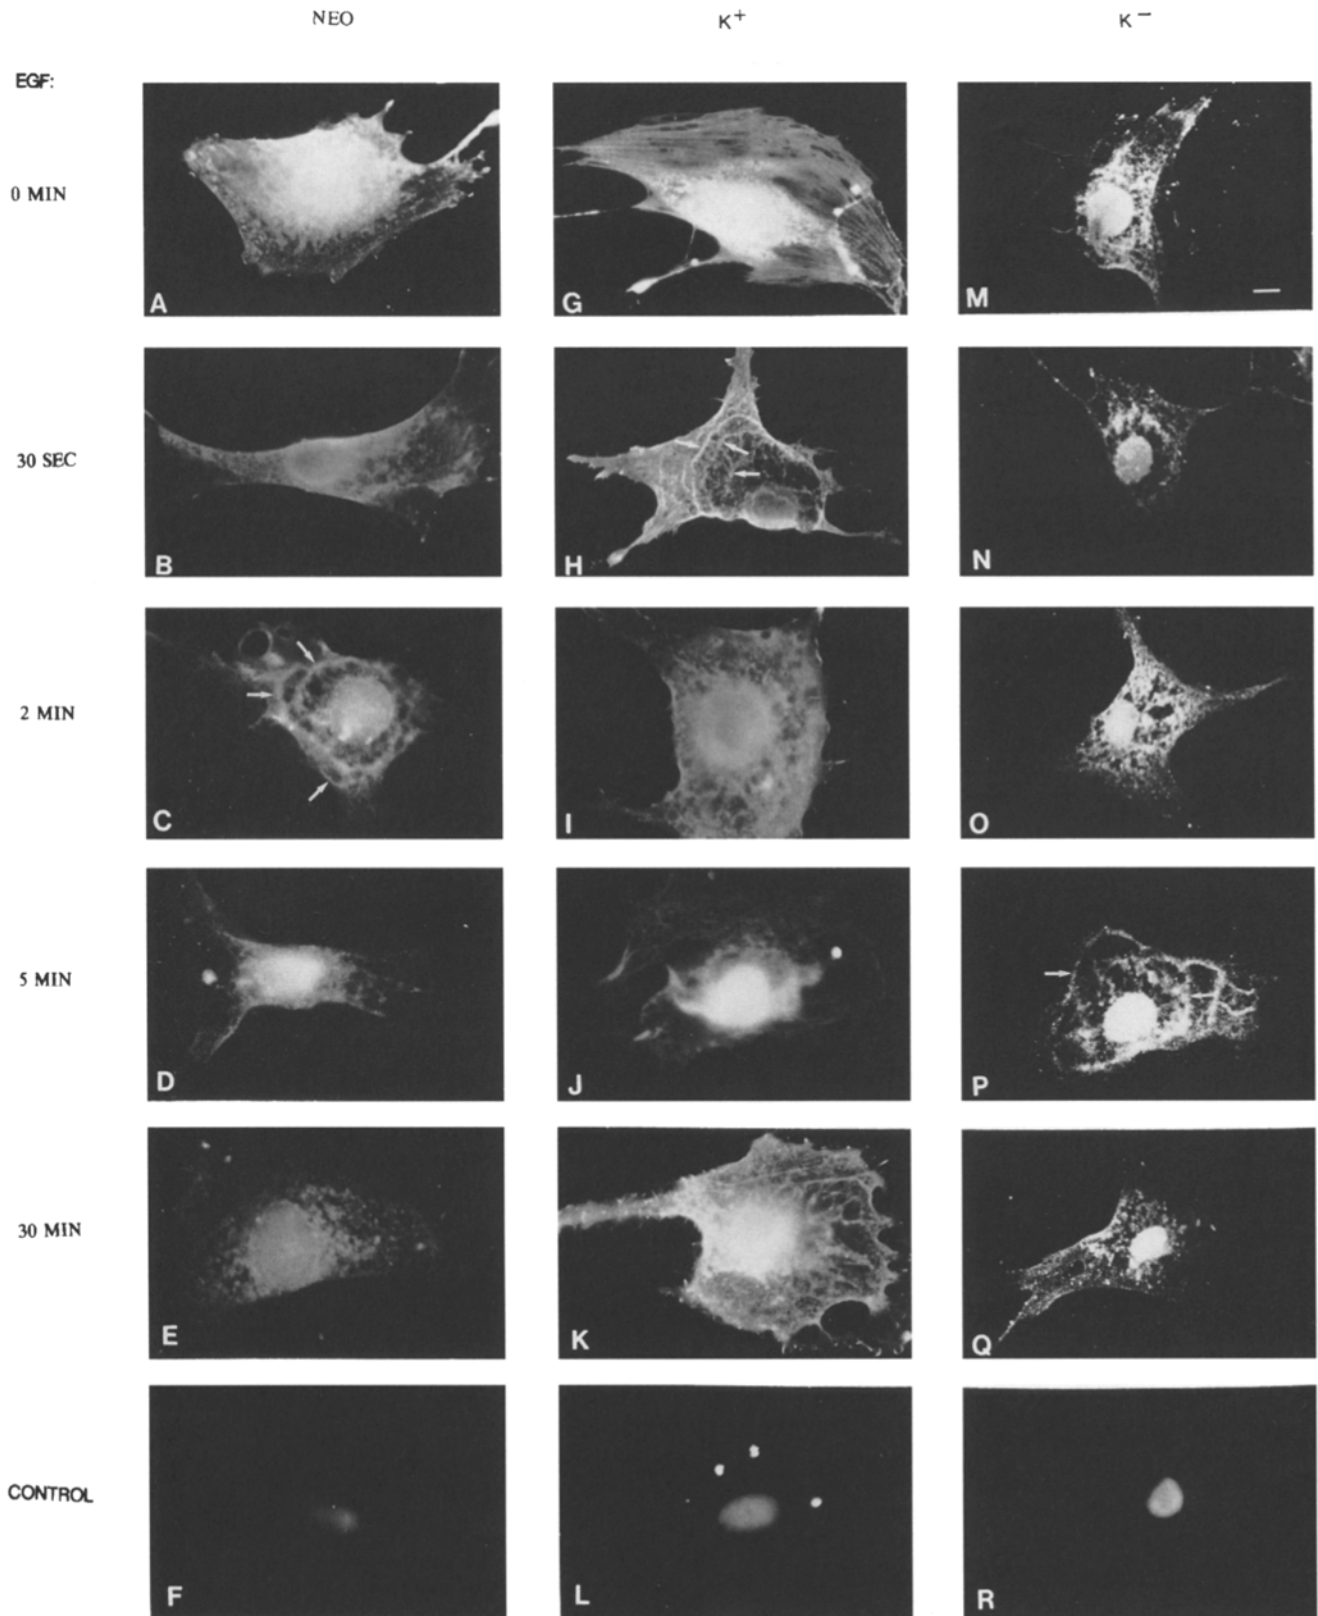 NEO K+ K−
EGF:
0 MIN
A G M
30 SEC
B H N
2 MIN
C I O
5 MIN
D J P
30 MIN
E K Q
CONTROL
F L R